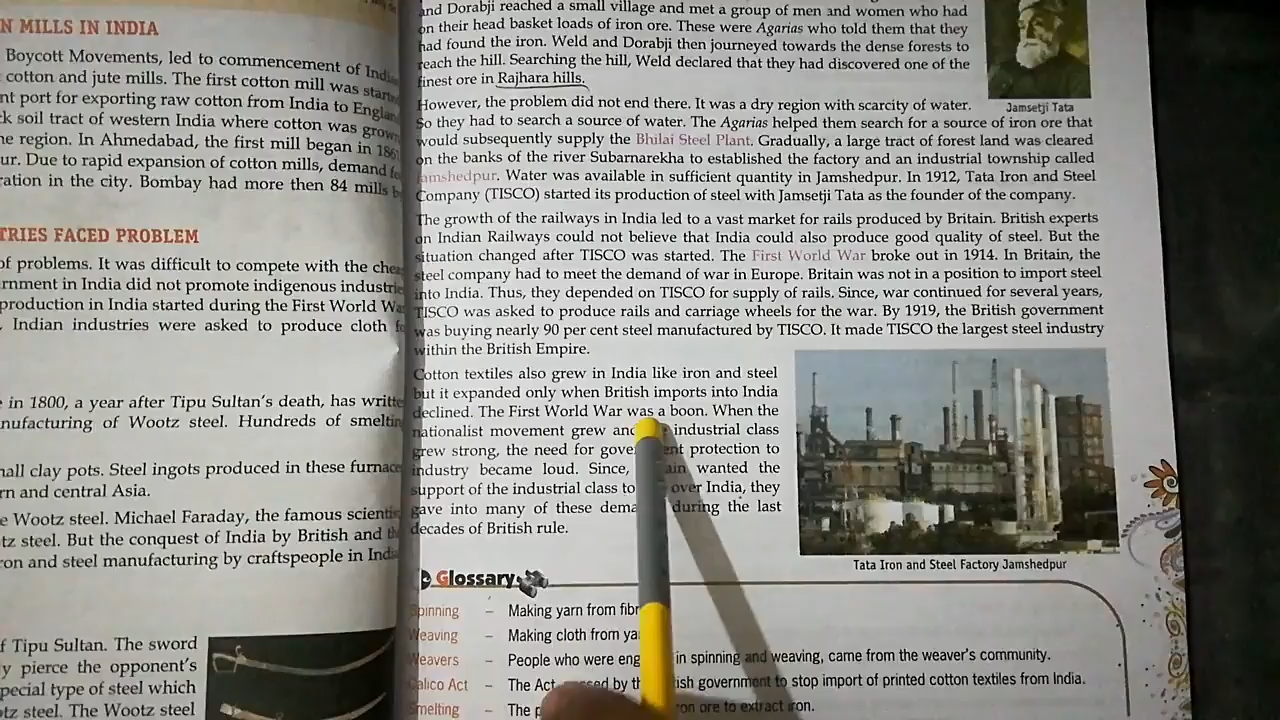 N MILLS IN INDIA
Boycott Movements, led to commencement of Indian
cotton and jute mills. The first cotton mill was started
nt port for exporting raw cotton from India to England
k soil tract of western India where cotton was grown
he region. In Ahmedabad, the first mill began in 1861
ur. Due to rapid expansion of cotton mills, demand fo
ration in the city. Bombay had more then 84 mills b
TRIES FACED PROBLEM
of problems. It was difficult to compete with the chea
rnment in India did not promote indigenous industrie
production in India started during the First World Wa
. Indian industries were asked to produce cloth fo
e in 1800, a year after Tipu Sultan's death, has writte
nufacturing of Wootz steel. Hundreds of smeltin
nall clay pots. Steel ingots produced in these furnace
rn and central Asia.
e Wootz steel. Michael Faraday, the famous scientis
tz steel. But the conquest of India by British and th
ron and steel manufacturing by craftspeople in India
f Tipu Sultan. The sword
y pierce the opponent's
pecial type of steel which
tz steel. The Wootz steel
and Dorabji reached a small village and met a group of men and women who had
on their head basket loads of iron ore. These were Agarias who told them that they
had found the iron. Weld and Dorabji then journeyed towards the dense forests to
reach the hill. Searching the hill, Weld declared that they had discovered one of the
finest ore in Rajhara hills.
Jamsetji Tata
However, the problem did not end there. It was a dry region with scarcity of water.
So they had to search a source of water. The Agarias helped them search for a source of iron ore that
would subsequently supply the Bhilai Steel Plant. Gradually, a large tract of forest land was cleared
on the banks of the river Subarnarekha to established the factory and an industrial township called
Jamshedpur. Water was available in sufficient quantity in Jamshedpur. In 1912, Tata Iron and Steel
Company (TISCO) started its production of steel with Jamsetji Tata as the founder of the company.
The growth of the railways in India led to a vast market for rails produced by Britain. British experts
on Indian Railways could not believe that India could also produce good quality of steel. But the
situation changed after TISCO was started. The First World War broke out in 1914. In Britain, the
steel company had to meet the demand of war in Europe. Britain was not in a position to import steel
into India. Thus, they depended on TISCO for supply of rails. Since, war continued for several years,
TISCO was asked to produce rails and carriage wheels for the war. By 1919, the British government
was buying nearly 90 per cent steel manufactured by TISCO. It made TISCO the largest steel industry
within the British Empire.
Cotton textiles also grew in India like iron and steel
but it expanded only when British imports into India
declined. The First World War was a boon. When the
nationalist movement grew and industrial class
grew strong, the need for gove ent protection to
industry became loud. Since, ain wanted the
support of the industrial class to over India, they
gave into many of these dema during the last
decades of British rule.
Tata Iron and Steel Factory Jamshedpur
Glossary
Spinning – Making yarn from fibr
Weaving – Making cloth from ya
Weavers – People who were eng in spinning and weaving, came from the weaver's community.
Calico Act – The Act passed by th ish government to stop import of printed cotton textiles from India.
Smelting – The p ron ore to extract iron.